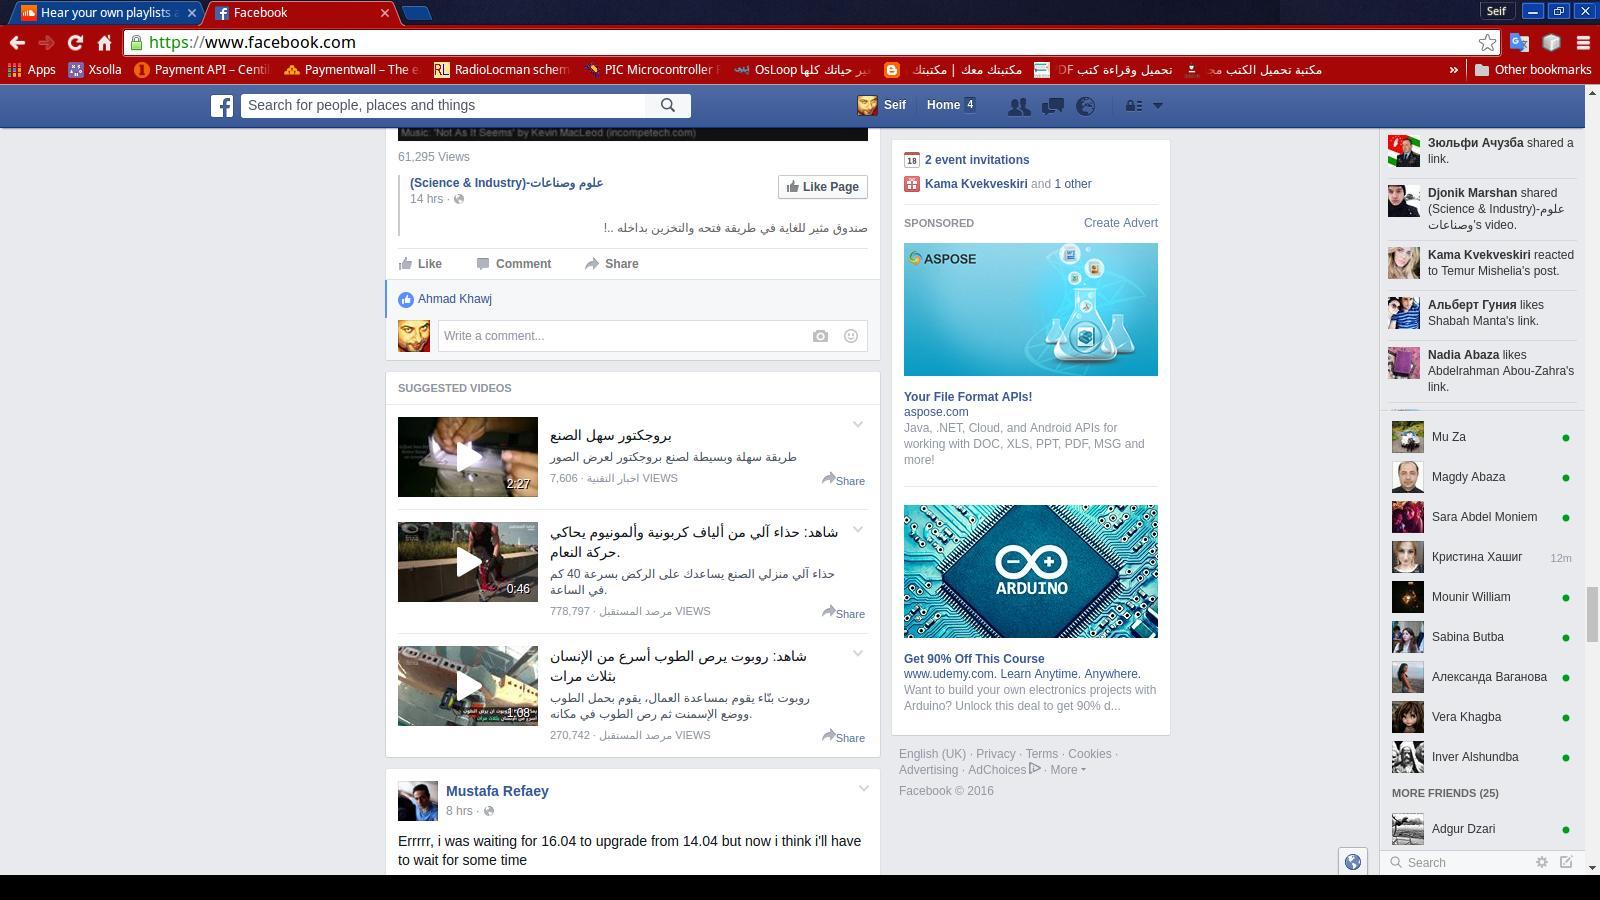 Hear your own playlists a
Facebook
Seif
https://www.facebook.com
Apps
Xsolla
Payment API – Centil
Paymentwall – The e
RadioLocman schem
PIC Microcontroller F
OsLoop غير حياتك كلها
مكتبتك معك | مكتبتك
تحميل وقراءة كتب DF
مكتبة تحميل الكتب مج
»
Other bookmarks
Search for people, places and things
Seif
Home 4
Music: 'Not As It Seems' by Kevin MacLeod (incompetech.com)
61,295 Views
(Science & Industry)-علوم وصناعات
14 hrs ·
Like Page
صندوق مثير للغاية في طريقة فتحه والتخزين بداخله ..!
Like
Comment
Share
Ahmad Khawj
Write a comment...
SUGGESTED VIDEOS
2:27
بروجكتور سهل الصنع
طريقة سهلة وبسيطة لصنع بروجكتور لعرض الصور
7,606 · اخبار التقنية VIEWS
Share
0:46
شاهد: حذاء آلي من ألياف كربونية وألمونيوم يحاكي
حركة النعام.
حذاء آلي منزلي الصنع يساعدك على الركض بسرعة 40 كم
في الساعة.
778,797 · مرصد المستقبل VIEWS
Share
1:08
شاهد: روبوت يرص الطوب أسرع من الإنسان
بثلاث مرات
روبوت بنّاء يقوم بمساعدة العمال، يقوم بحمل الطوب
ووضع الإسمنت ثم رص الطوب في مكانه.
270,742 · مرصد المستقبل VIEWS
Share
Mustafa Refaey
8 hrs ·
Errrrr, i was waiting for 16.04 to upgrade from 14.04 but now i think i'll have
to wait for some time
18
2 event invitations
Kama Kvekveskiri and 1 other
SPONSORED
Create Advert
ASPOSE
Your File Format APIs!
aspose.com
Java, .NET, Cloud, and Android APIs for
working with DOC, XLS, PPT, PDF, MSG and
more!
ARDUINO
Get 90% Off This Course
www.udemy.com. Learn Anytime. Anywhere.
Want to build your own electronics projects with
Arduino? Unlock this deal to get 90% d...
English (UK) · Privacy · Terms · Cookies ·
Advertising · AdChoices · More
Facebook © 2016
Зюльфи Ачузба shared a
link.
Djonik Marshan shared
(Science & Industry)-علوم
وصناعات's video.
Kama Kvekveskiri reacted
to Temur Mishelia's post.
Альберт Гуния likes
Shabah Manta's link.
Nadia Abaza likes
Abdelrahman Abou-Zahra's
link.
Mu Za
Magdy Abaza
Sara Abdel Moniem
Кристина Хашиг
12m
Mounir William
Sabina Butba
Александа Ваганова
Vera Khagba
Inver Alshundba
MORE FRIENDS (25)
Adgur Dzari
Search